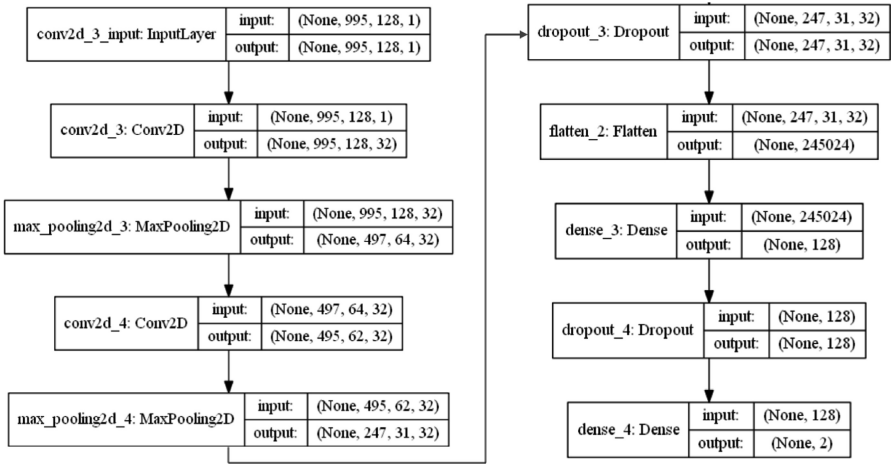 conv2d_3_input: InputLayer
input: (None, 995, 128, 1)
output: (None, 995, 128, 1)
conv2d_3: Conv2D
input: (None, 995, 128, 1)
output: (None, 995, 128, 32)
max_pooling2d_3: MaxPooling2D
input: (None, 995, 128, 32)
output: (None, 497, 64, 32)
conv2d_4: Conv2D
input: (None, 497, 64, 32)
output: (None, 495, 62, 32)
max_pooling2d_4: MaxPooling2D
input: (None, 495, 62, 32)
output: (None, 247, 31, 32)
dropout_3: Dropout
input: (None, 247, 31, 32)
output: (None, 247, 31, 32)
flatten_2: Flatten
input: (None, 247, 31, 32)
output: (None, 245024)
dense_3: Dense
input: (None, 245024)
output: (None, 128)
dropout_4: Dropout
input: (None, 128)
output: (None, 128)
dense_4: Dense
input: (None, 128)
output: (None, 2)